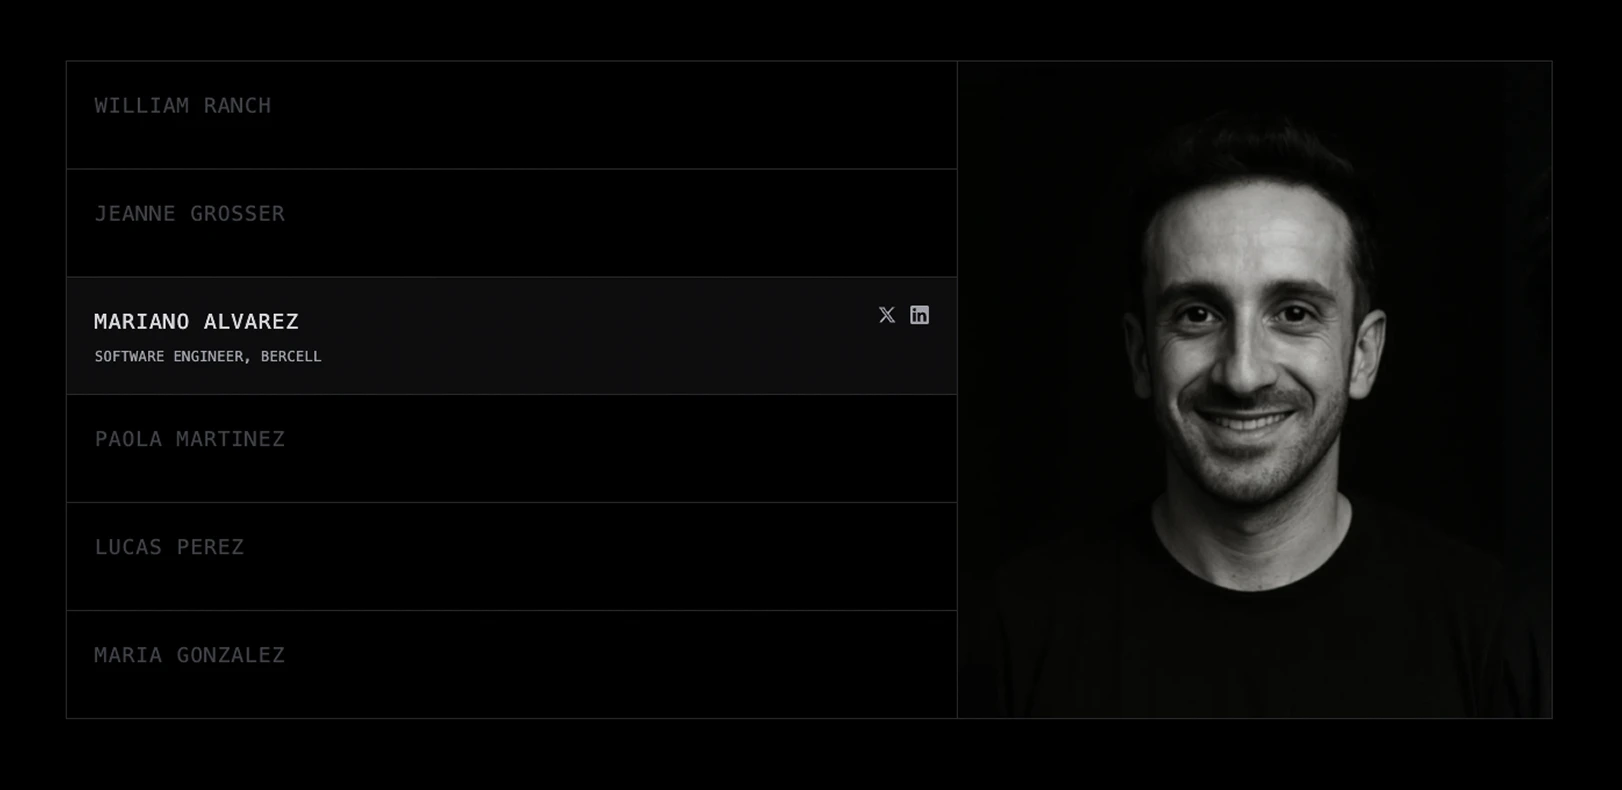 WILLIAM RANCH
JEANNE GROSSER
MARIANO ALVAREZ
SOFTWARE ENGINEER, BERCELL
PAOLA MARTINEZ
LUCAS PEREZ
MARIA GONZALEZ